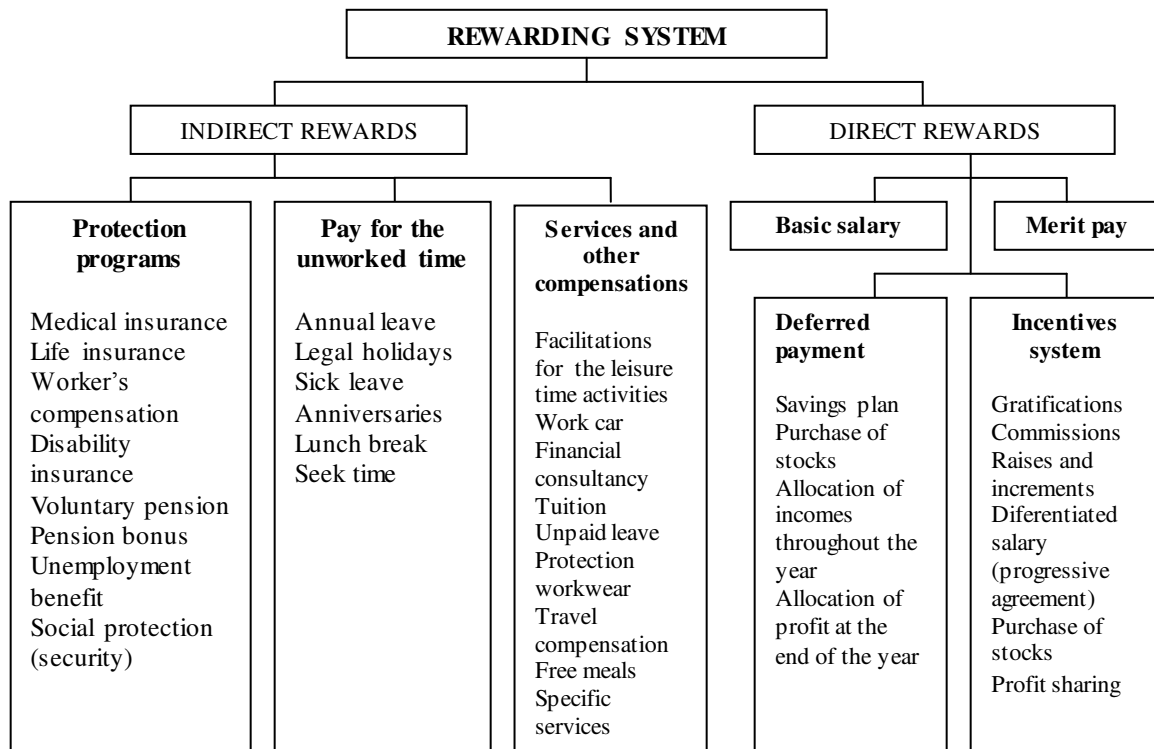 REWARDING SYSTEM
INDIRECT REWARDS
DIRECT REWARDS
Protection
programs
Medical insurance
Life insurance
Worker's
compensation
Disability
insurance
Voluntary pension
Pension bonus
Unemployment
benefit
Social protection
(security)
Pay for the
unworked time
Annual leave
Legal holidays
Sick leave
Anniversaries
Lunch break
Seek time
Services and
other
compensations
Facilitations
for the leisure
time activities
Work car
Financial
consultancy
Tuition
Unpaid leave
Protection
workwear
Travel
compensation
Free meals
Specific
services
Basic salary
Merit pay
Deferred
payment
Savings plan
Purchase of
stocks
Allocation of
incomes
throughout the
year
Allocation of
profit at the
end of the year
Incentives
system
Gratifications
Commissions
Raises and
increments
Diferentiated
salary
(progressive
agreement)
Purchase of
stocks
Profit sharing